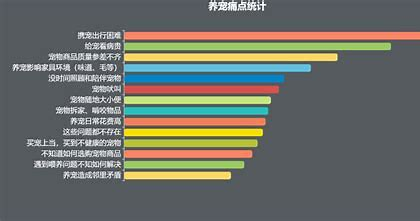 养宠痛点统计
携宠出行困难
给宠看病贵
宠物商品质量参差不齐
养宠影响家具环境（味道、毛等）
没时间照顾和陪伴宠物
宠物吠叫
宠物随地大小便
宠物拆家、啃咬物品
养宠日常花费高
这些问题都不存在
买宠上当，买到不健康的宠物
不知道如何选购宠物商品
遇到喂养问题不知如何解决
养宠造成邻里矛盾